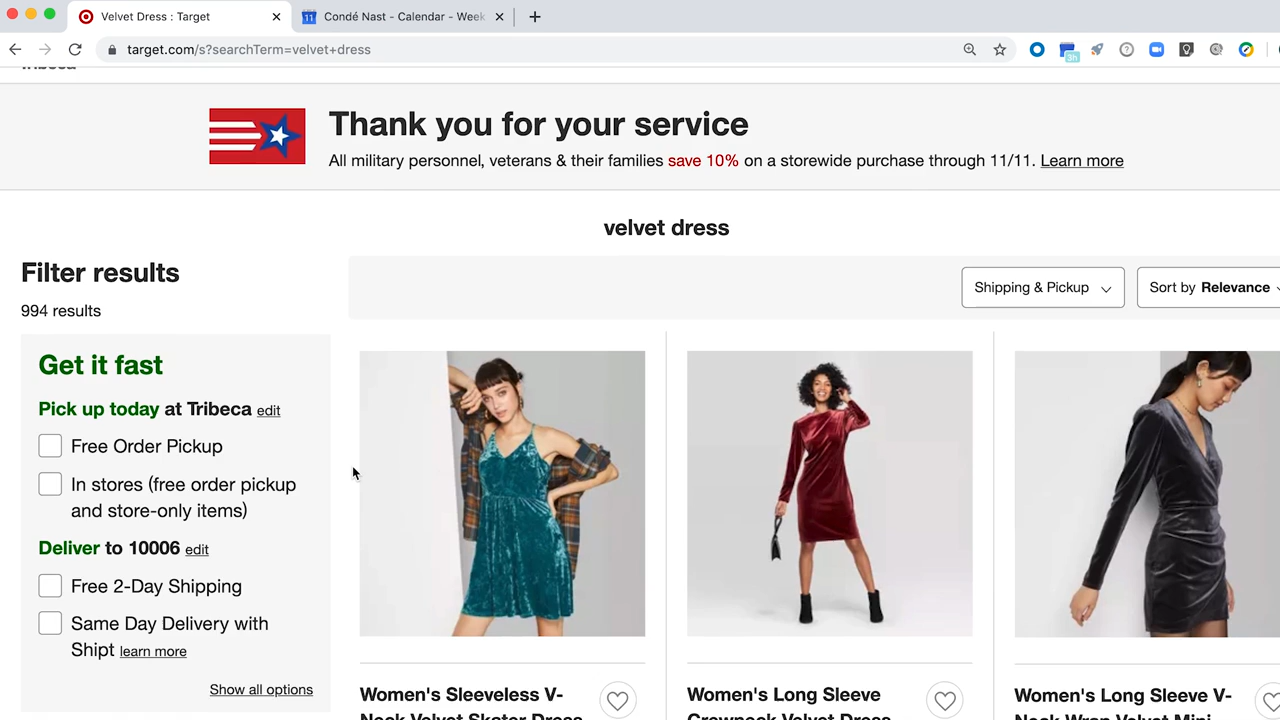 Velvet Dress : Target
Condé Nast - Calendar - Week
target.com/s?searchTerm=velvet+dress
3h
Tribeca
Thank you for your service
All military personnel, veterans & their families save 10% on a storewide purchase through 11/11. Learn more
velvet dress
Filter results
994 results
Shipping & Pickup
Sort by Relevance
Get it fast
Pick up today at Tribeca edit
Free Order Pickup
In stores (free order pickup
and store-only items)
Deliver to 10006 edit
Free 2-Day Shipping
Same Day Delivery with
Shipt learn more
Show all options
Women's Sleeveless V-
Neck Velvet Skater Dress
Women's Long Sleeve
Crewneck Velvet Dress
Women's Long Sleeve V-
Neck Wrap Velvet Mini